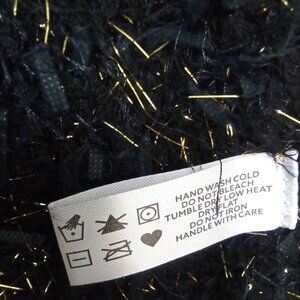 HAND WASH COLD
DO NOT BLEACH
TUMBLE DRY LOW HEAT
DRY FLAT
DO NOT IRON
HANDLE WITH CARE